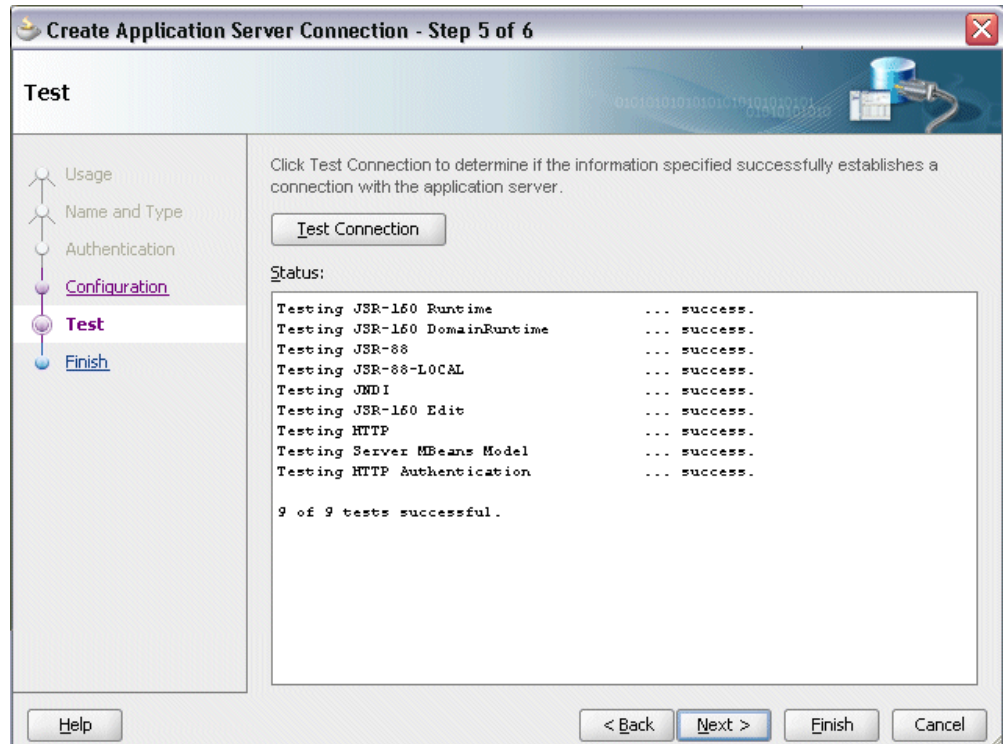 Create Application Server Connection - Step 5 of 6
Test
Usage
Name and Type
Authentication
Configuration
Test
Finish
Click Test Connection to determine if the information specified successfully establishes a
connection with the application server.
Test Connection
Status:
Testing JSR-160 Runtime ... success.
Testing JSR-160 DomainRuntime ... success.
Testing JSR-88 ... success.
Testing JSR-88-LOCAL ... success.
Testing JNDI ... success.
Testing JSR-160 Edit ... success.
Testing HTTP ... success.
Testing Server MBeans Model ... success.
Testing HTTP Authentication ... success.
9 of 9 tests successful.
Help
< Back
Next >
Finish
Cancel